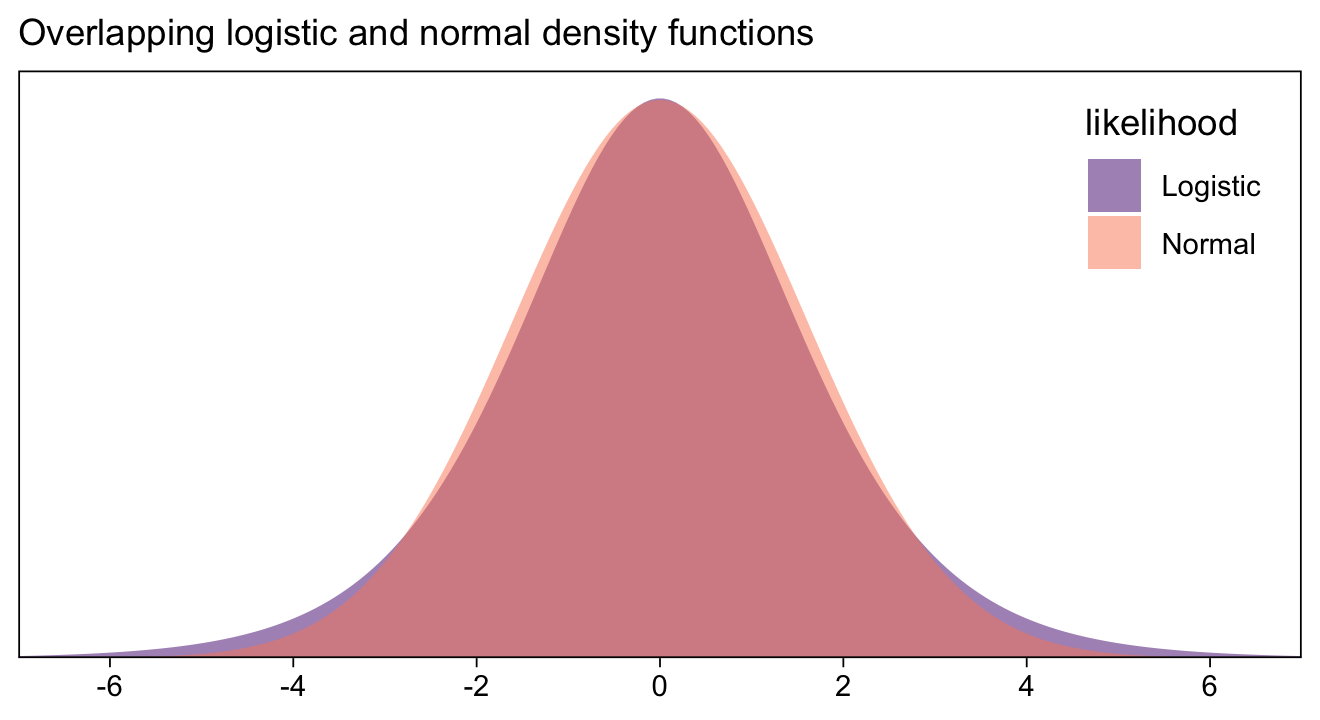 Overlapping logistic and normal density functions
likelihood
Logistic
Normal
-6 -4 -2 0 2 4 6